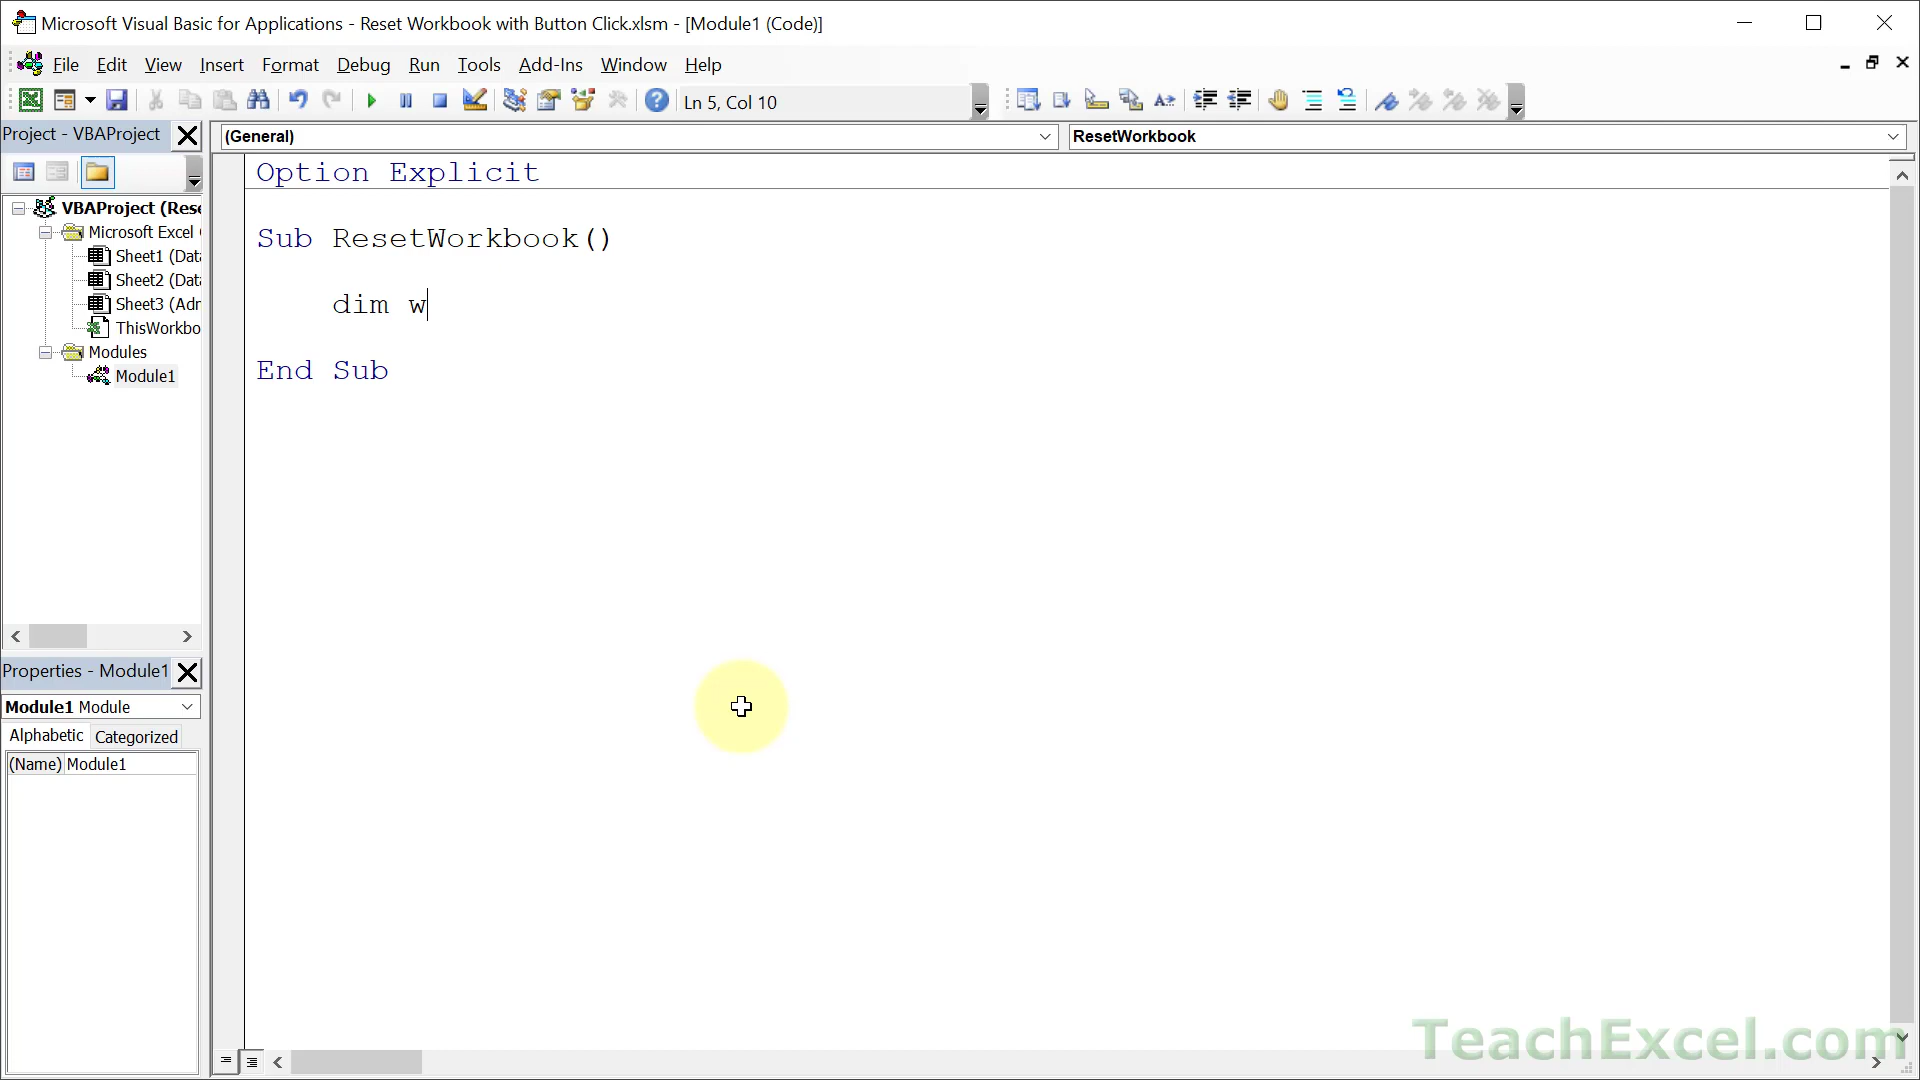 Microsoft Visual Basic for Applications - Reset Workbook with Button Click.xlsm - [Module1 (Code)]
File Edit View Insert Format Debug Run Tools Add-Ins Window Help
Ln 5, Col 10
Project - VBAProject
(General)
ResetWorkbook
VBAProject (Rese
Microsoft Excel
Sheet1 (Data
Sheet2 (Data
Sheet3 (Adr
ThisWorkbo
Modules
Module1
Option Explicit
Sub ResetWorkbook()
dim w
End Sub
Properties - Module1
Module1 Module
Alphabetic Categorized
(Name) Module1
TeachExcel.com